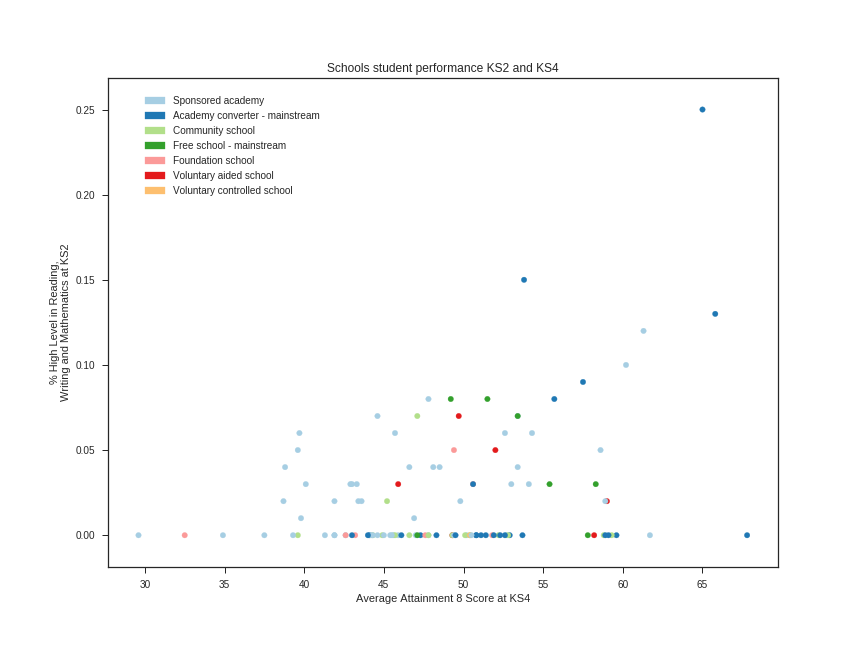 Schools student performance KS2 and KS4
Sponsored academy
Academy converter - mainstream
Community school
Free school - mainstream
Foundation school
Voluntary aided school
Voluntary controlled school
% High Level in Reading,
Writing and Mathematics at KS2
0.25
0.20
0.15
0.10
0.05
0.00
30 35 40 45 50 55 60 65
Average Attainment 8 Score at KS4